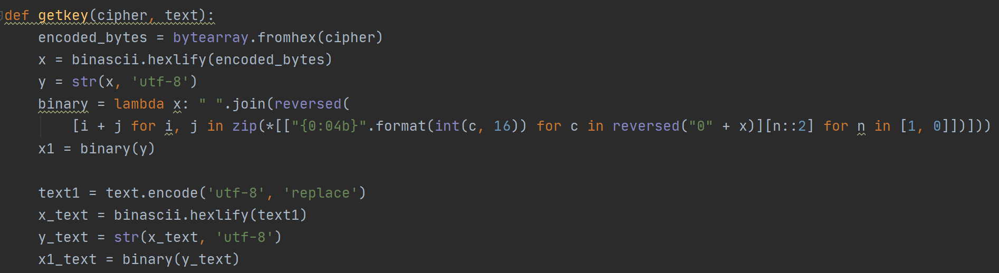 def getkey(cipher, text):
    encoded_bytes = bytearray.fromhex(cipher)
    x = binascii.hexlify(encoded_bytes)
    y = str(x, 'utf-8')
    binary = lambda x: " ".join(reversed(
        [i + j for i, j in zip(*[["{0:04b}".format(int(c, 16)) for c in reversed("0" + x)][n::2] for n in [1, 0]])]))
    x1 = binary(y)

    text1 = text.encode('utf-8', 'replace')
    x_text = binascii.hexlify(text1)
    y_text = str(x_text, 'utf-8')
    x1_text = binary(y_text)